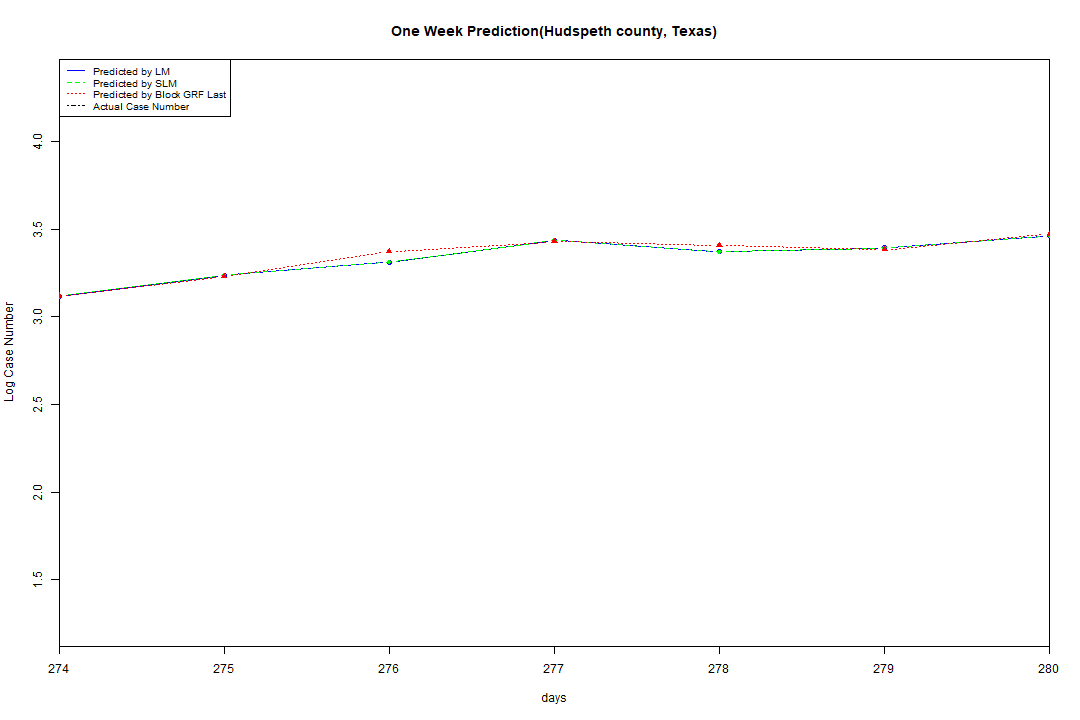 One Week Prediction(Hudspeth county, Texas)
Predicted by LM
Predicted by SLM
Predicted by Block GRF Last
Actual Case Number
4.0
3.5
3.0
2.5
2.0
1.5
Log Case Number
274 275 276 277 278 279 280
days